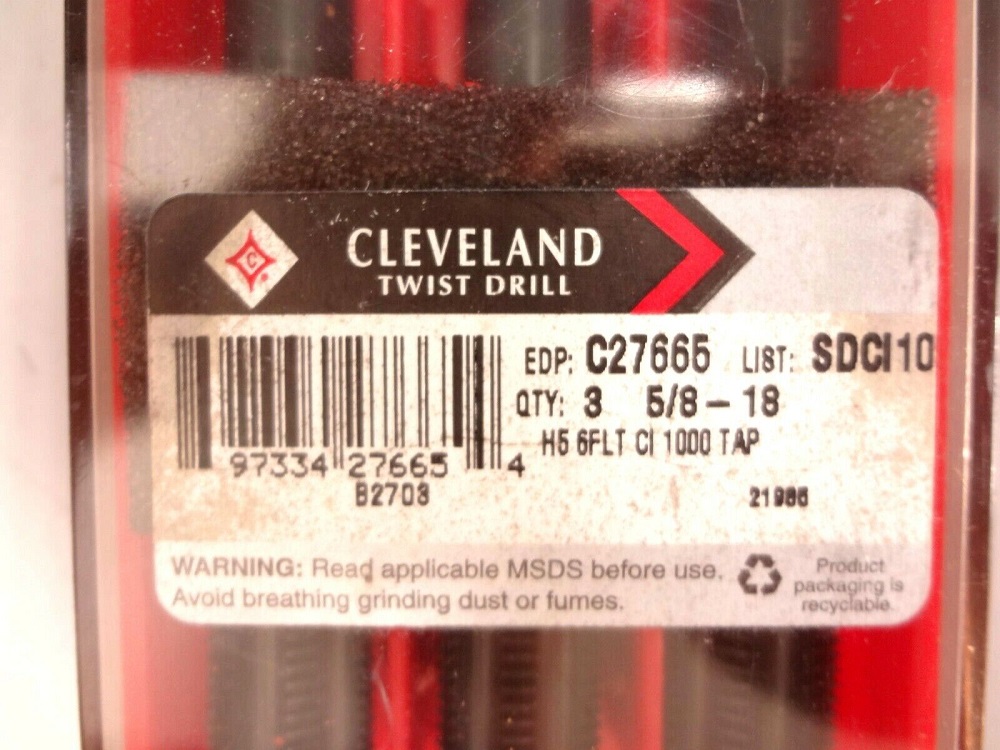 C
CLEVELAND
TWIST DRILL
EDP: C27665 LIST: SDCI10
QTY: 3 5/8 – 18
H5 6FLT CI 1000 TAP
97334 27665 4
B2703
WARNING: Read applicable MSDS before use.
Avoid breathing grinding dust or fumes.
Product
packaging is
recyclable.